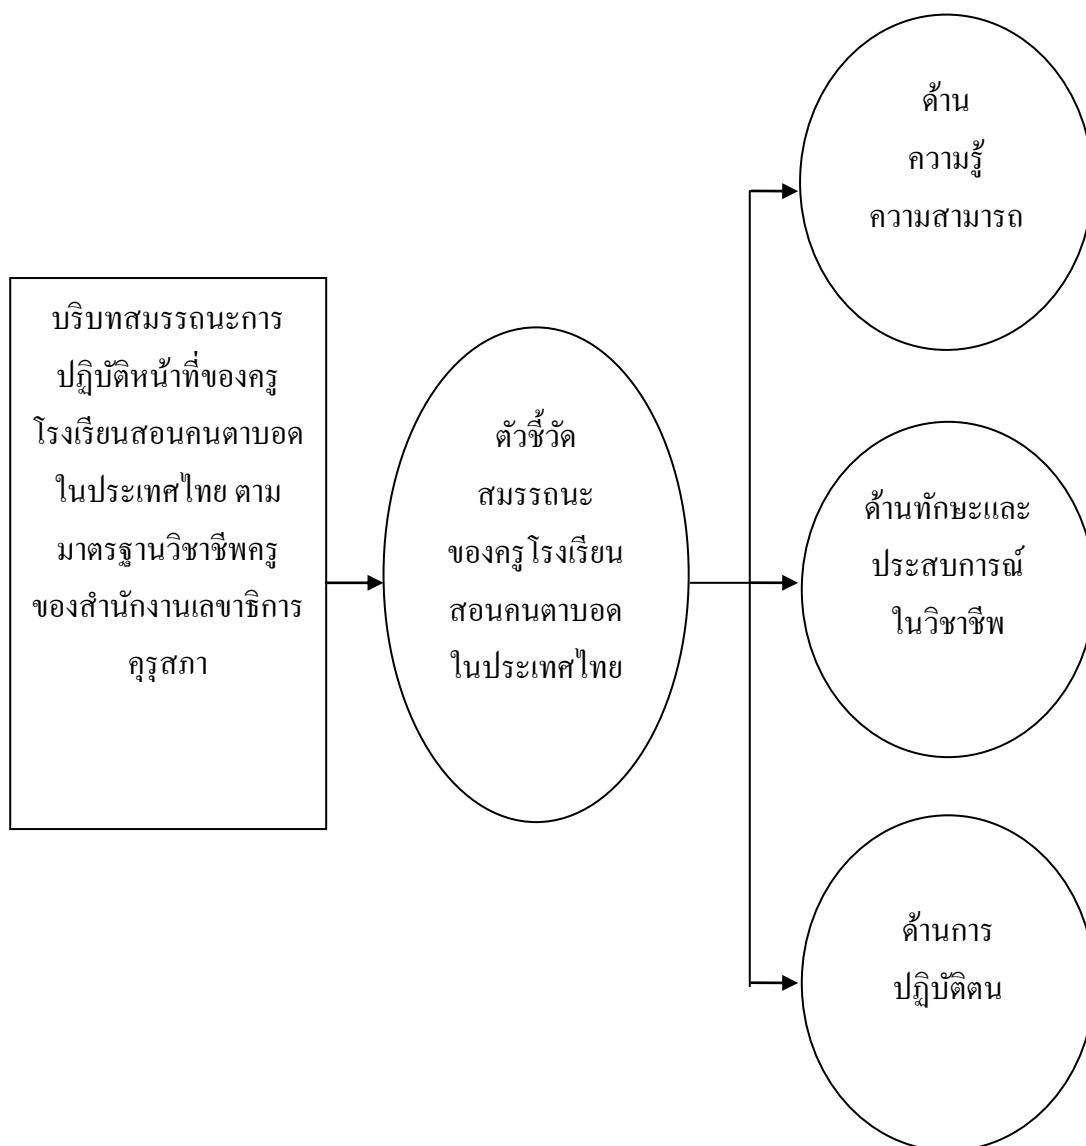 บริบทสมรรถนะการ
ปฏิบัติหน้าที่ของครู
โรงเรียนสอนคนตาบอด
ในประเทศไทย ตาม
มาตรฐานวิชาชีพครู
ของสำนักงานเลขาธิการ
คุรุสภา
ตัวชี้วัด
สมรรถนะ
ของครูโรงเรียน
สอนคนตาบอด
ในประเทศไทย
ด้าน
ความรู้
ความสามารถ
ด้านทักษะและ
ประสบการณ์
ในวิชาชีพ
ด้านการ
ปฏิบัติตน